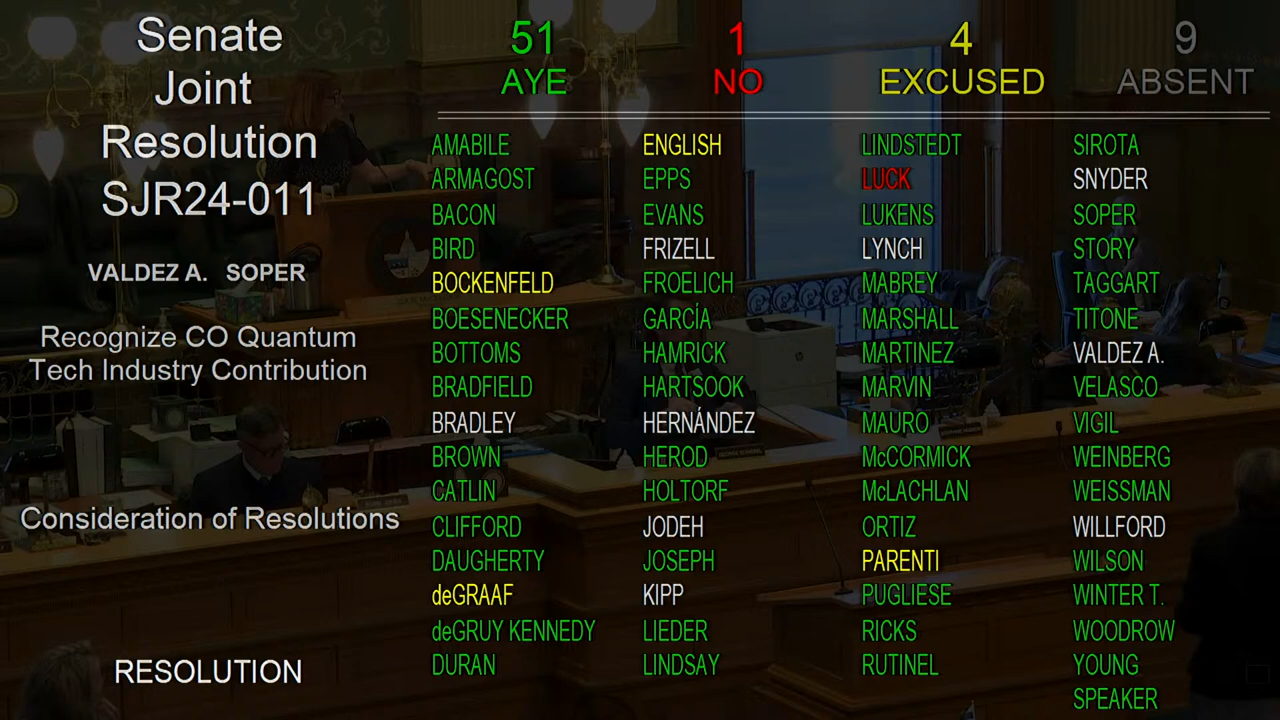 Senate
Joint
Resolution
SJR24-011
VALDEZ A. SOPER
Recognize CO Quantum
Tech Industry Contribution
Consideration of Resolutions
RESOLUTION
51 1 4 9
AYE NO EXCUSED ABSENT
AMABILE ENGLISH LINDSTEDT SIROTA
ARMAGOST EPPS LUCK SNYDER
BACON EVANS LUKENS SOPER
BIRD FRIZELL LYNCH STORY
BOCKENFELD FROELICH MABREY TAGGART
BOESENECKER GARCÍA MARSHALL TITONE
BOTTOMS HAMRICK MARTINEZ VALDEZ A.
BRADFIELD HARTSOOK MARVIN VELASCO
BRADLEY HERNÁNDEZ MAURO VIGIL
BROWN HEROD McCORMICK WEINBERG
CATLIN HOLTORF McLACHLAN WEISSMAN
CLIFFORD JODEH ORTIZ WILLFORD
DAUGHERTY JOSEPH PARENTI WILSON
deGRAAF KIPP PUGLIESE WINTER T.
deGRUY KENNEDY LIEDER RICKS WOODROW
DURAN LINDSAY RUTINEL YOUNG
SPEAKER